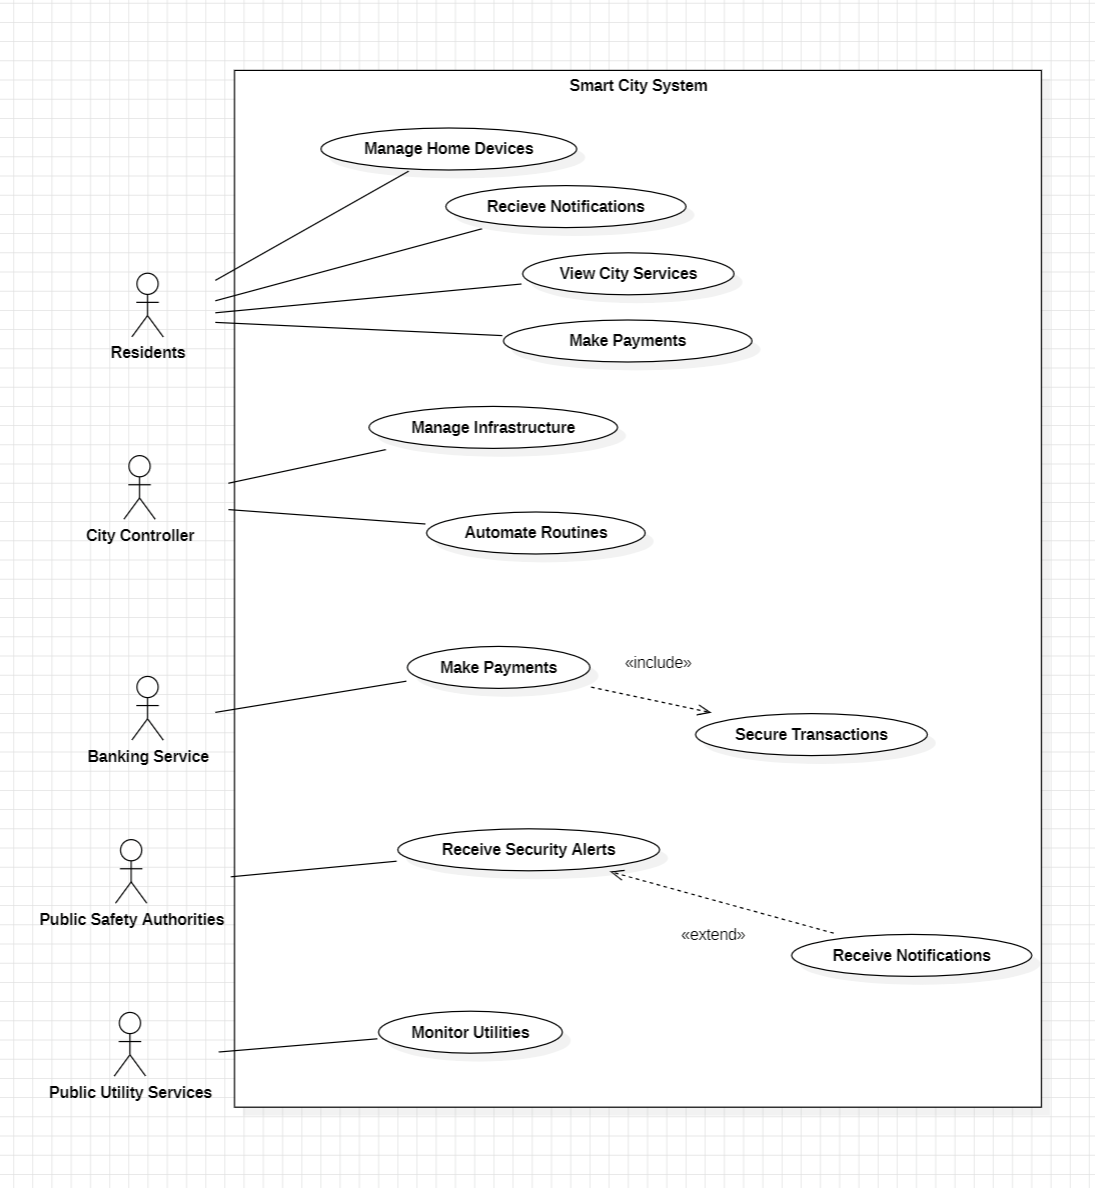 Smart City System
Manage Home Devices
Recieve Notifications
View City Services
Make Payments
Residents
Manage Infrastructure
Automate Routines
City Controller
Make Payments
«include»
Secure Transactions
Banking Service
Receive Security Alerts
Public Safety Authorities
«extend»
Receive Notifications
Monitor Utilities
Public Utility Services